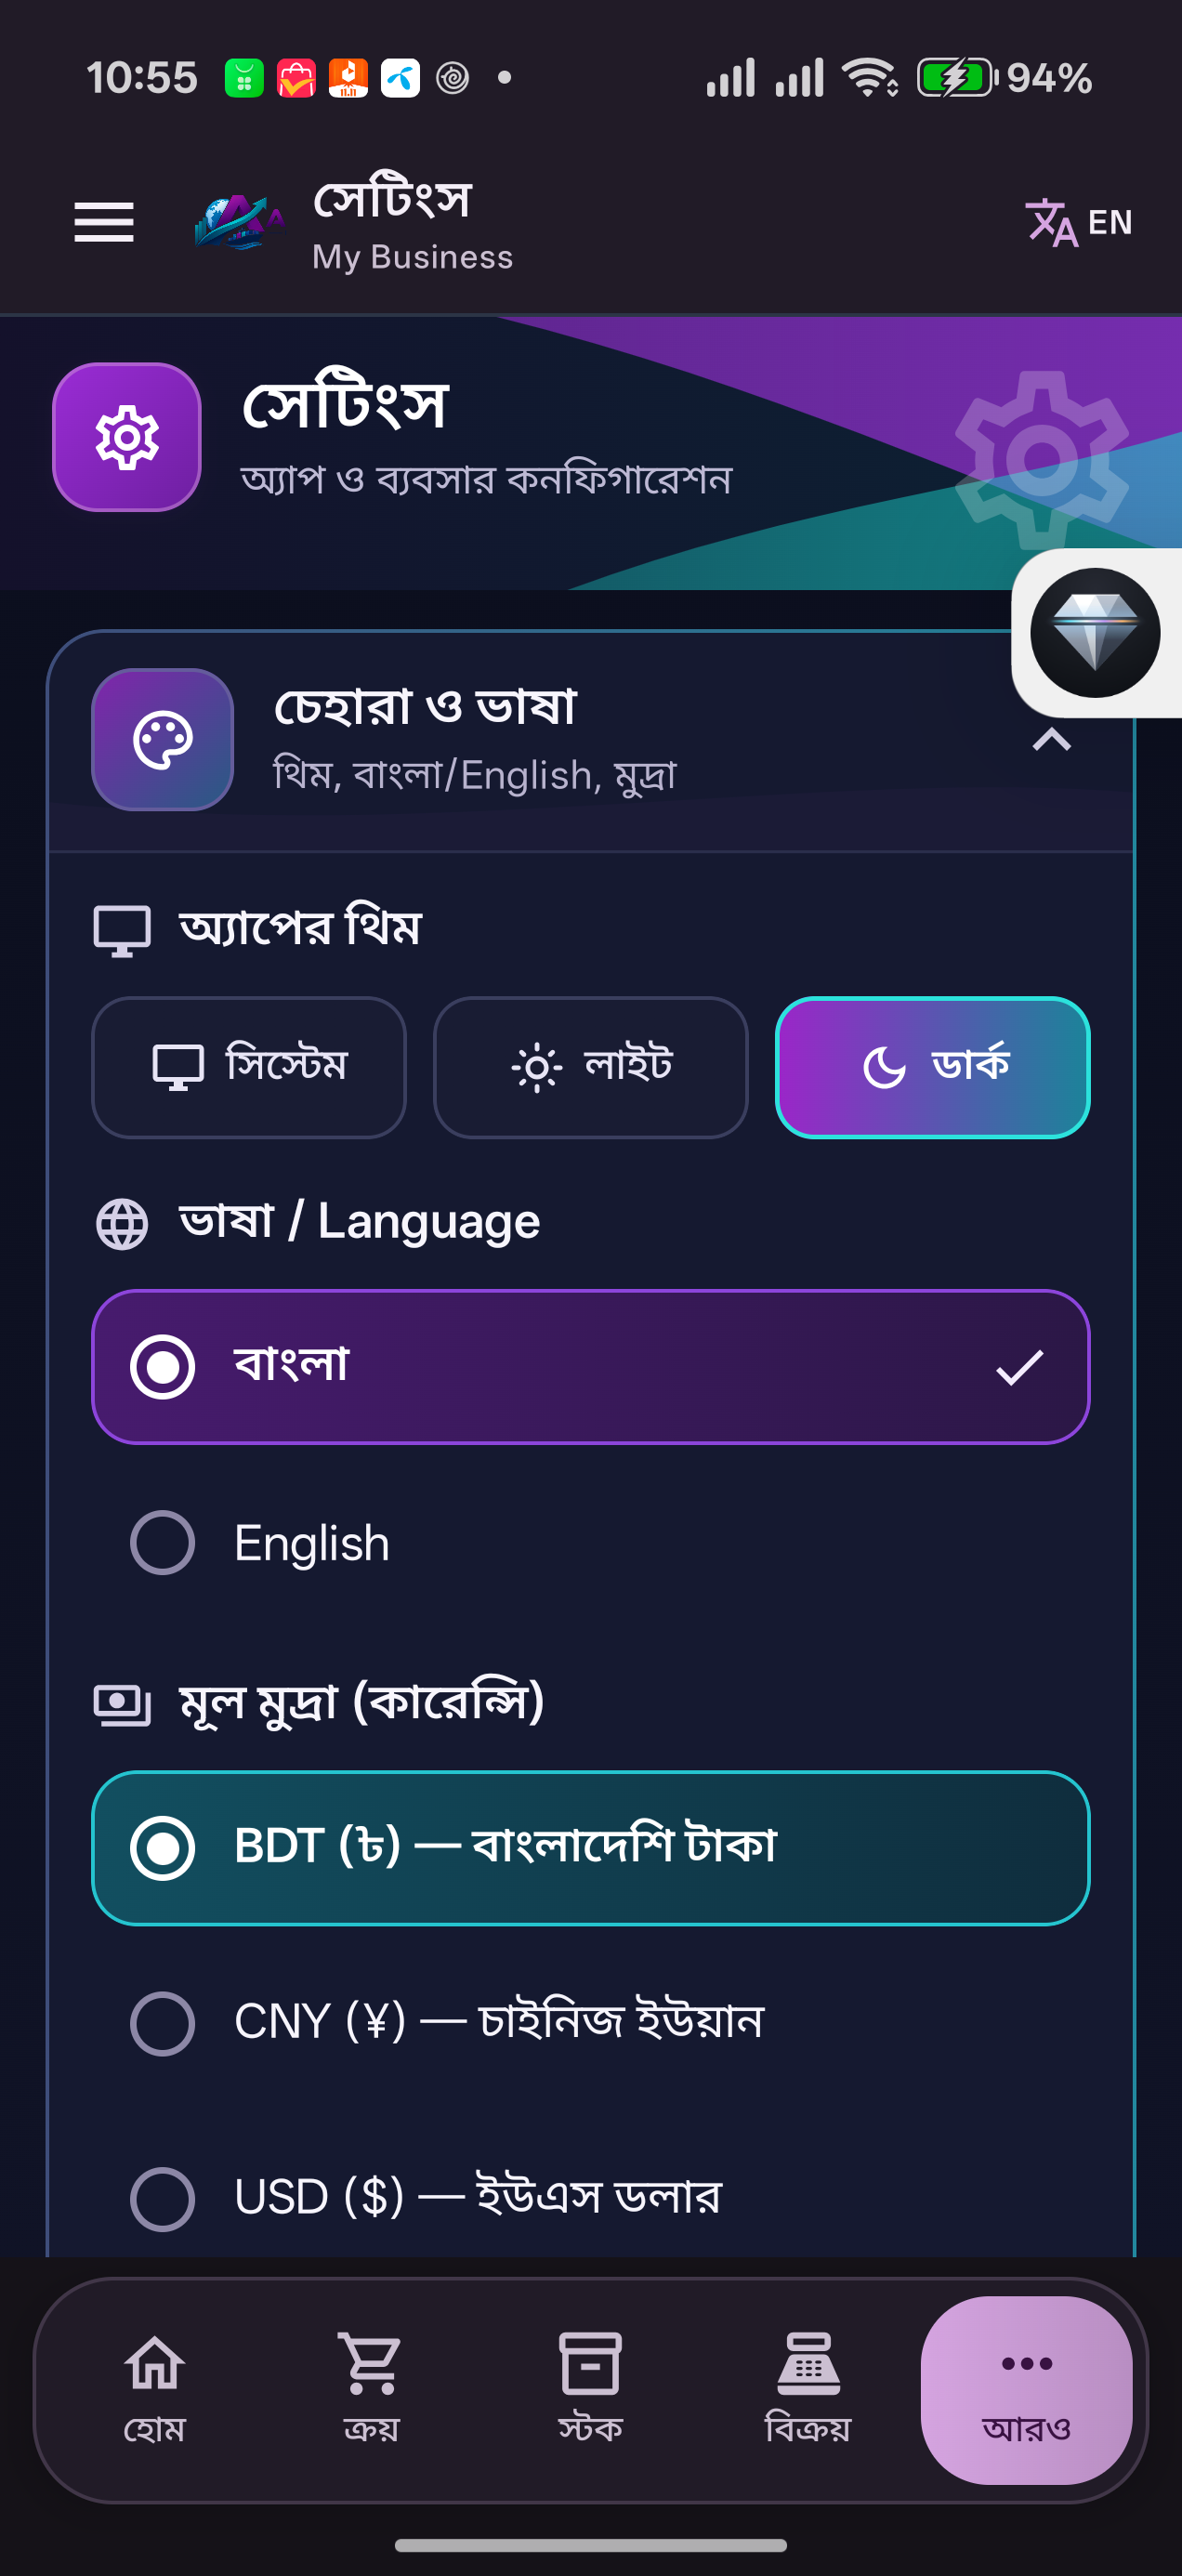 10:55
94%
সেটিংস
My Business
EN
সেটিংস
অ্যাপ ও ব্যবসার কনফিগারেশন
চেহারা ও ভাষা
থিম, বাংলা/English, মুদ্রা
অ্যাপের থিম
সিস্টেম
লাইট
ডার্ক
ভাষা / Language
বাংলা
English
মূল মুদ্রা (কারেন্সি)
BDT (৳) — বাংলাদেশি টাকা
CNY (¥) — চাইনিজ ইউয়ান
USD ($) — ইউএস ডলার
হোম
ক্রয়
স্টক
বিক্রয়
আরও